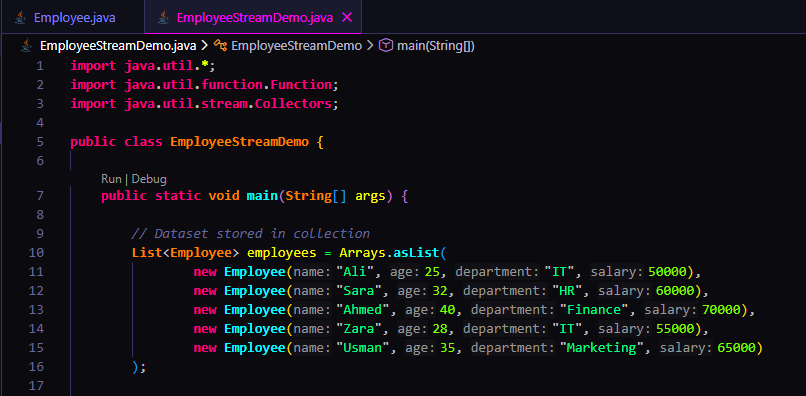 Employee.java EmployeeStreamDemo.java ×
EmployeeStreamDemo.java > EmployeeStreamDemo > main(String[])
1 import java.util.*;
2 import java.util.function.Function;
3 import java.util.stream.Collectors;
4
5 public class EmployeeStreamDemo {
6
Run | Debug
7 public static void main(String[] args) {
8
9 // Dataset stored in collection
10 List<Employee> employees = Arrays.asList(
11 new Employee(name: "Ali", age: 25, department: "IT", salary: 50000),
12 new Employee(name: "Sara", age: 32, department: "HR", salary: 60000),
13 new Employee(name: "Ahmed", age: 40, department: "Finance", salary: 70000),
14 new Employee(name: "Zara", age: 28, department: "IT", salary: 55000),
15 new Employee(name: "Usman", age: 35, department: "Marketing", salary: 65000)
16 );
17